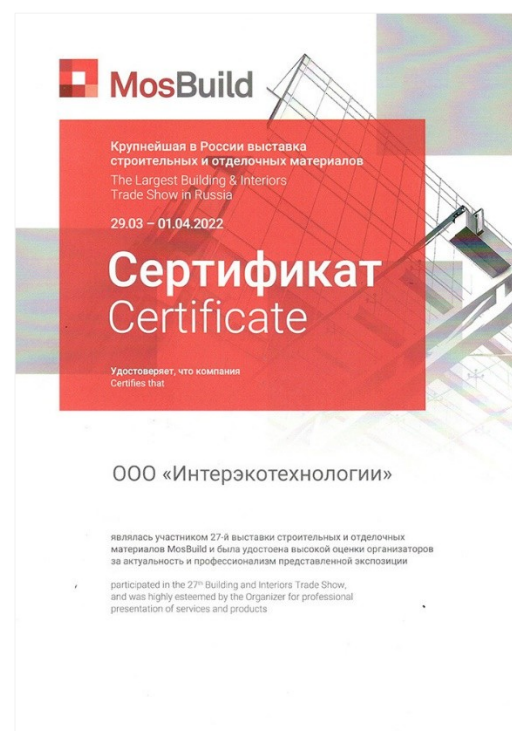 MosBuild
Крупнейшая в России выставка
строительных и отделочных материалов
The Largest Building & Interiors
Trade Show in Russia
29.03 – 01.04.2022
Сертификат
Certificate
Удостоверяет, что компания
Certifies that
ООО «Интерэкотехнологии»
являлась участником 27-й выставки строительных и отделочных
материалов MosBuild и была удостоена высокой оценки организаторов
за актуальность и профессионализм представленной экспозиции
participated in the 27th Building and Interiors Trade Show,
and was highly esteemed by the Organizer for professional
presentation of services and products